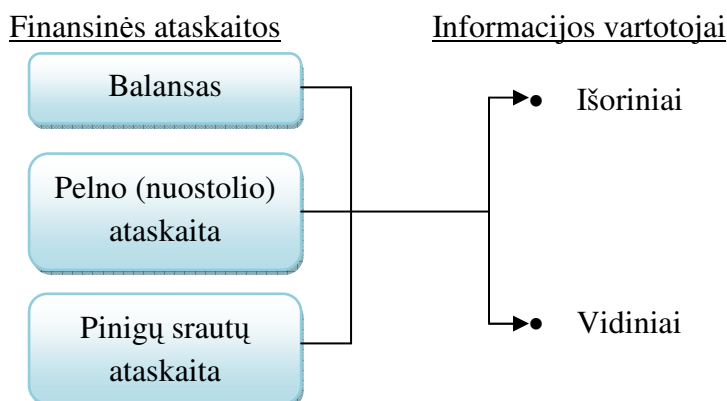 Finansinės ataskaitos
Informacijos vartotojai
Balansas
Pelno (nuostolio)
ataskaita
Pinigų srautų
ataskaita
• Išoriniai
• Vidiniai